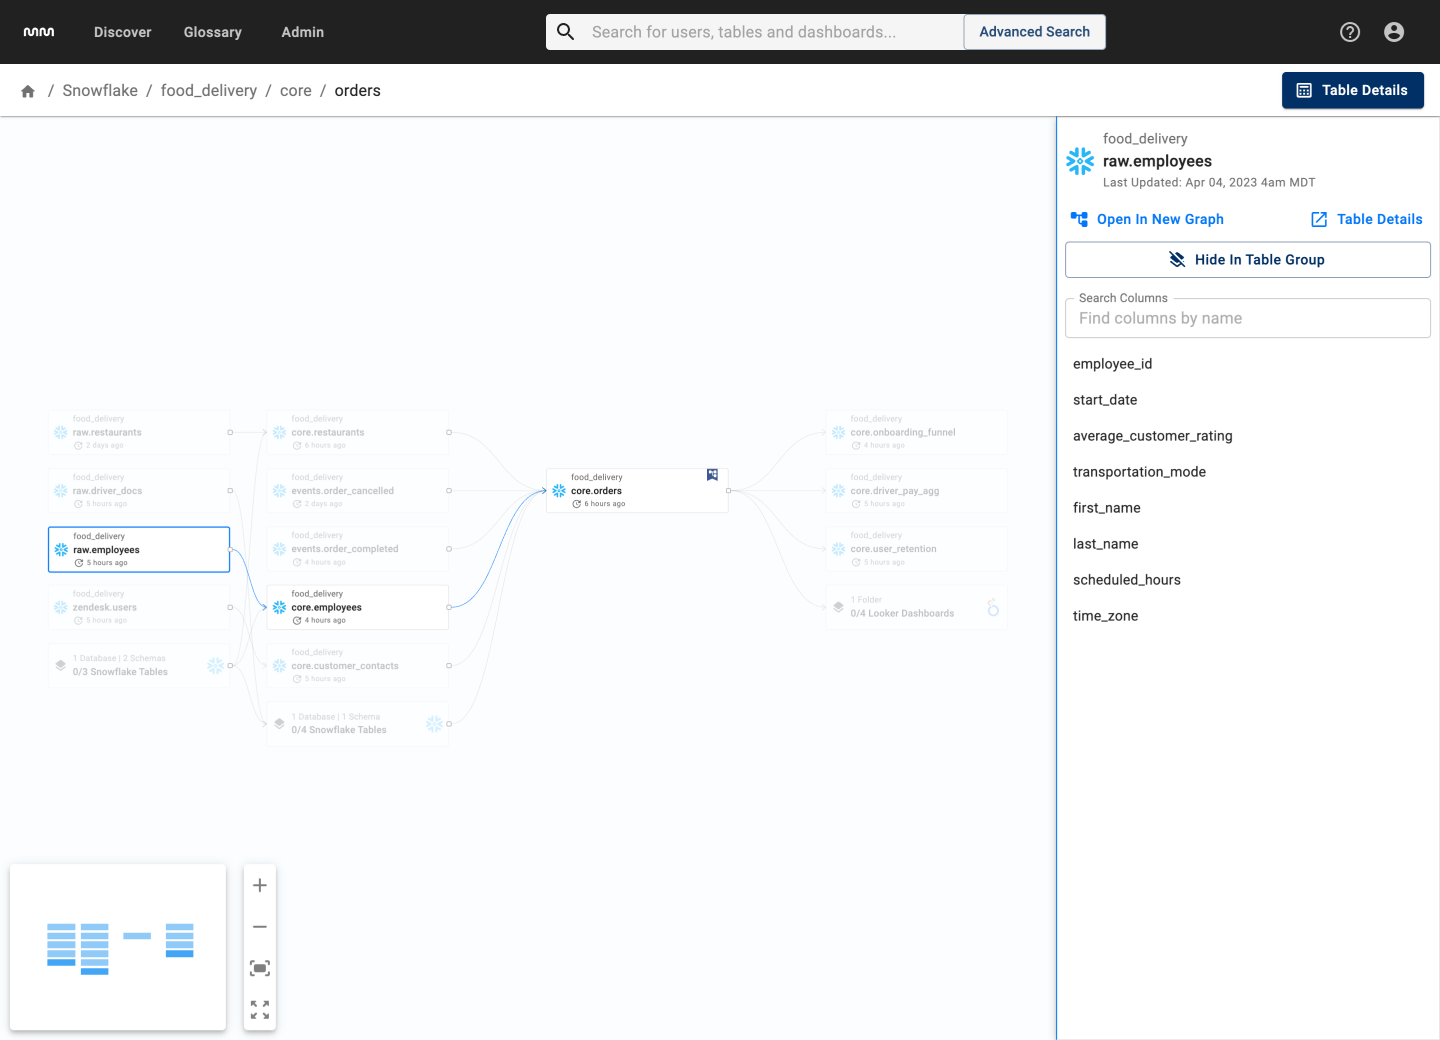 Discover
Glossary
Admin
Search for users, tables and dashboards...
Advanced Search
/ Snowflake / food_delivery / core / orders
Table Details
food_delivery
raw.restaurants
2 days ago
food_delivery
raw.driver_docs
5 hours ago
food_delivery
raw.employees
5 hours ago
food_delivery
zendesk.users
5 hours ago
1 Database | 2 Schemas
0/3 Snowflake Tables
food_delivery
core.restaurants
6 hours ago
food_delivery
events.order_cancelled
2 days ago
food_delivery
events.order_completed
4 hours ago
food_delivery
core.employees
4 hours ago
food_delivery
core.customer_contacts
5 hours ago
1 Database | 1 Schema
0/4 Snowflake Tables
food_delivery
core.orders
6 hours ago
food_delivery
core.onboarding_funnel
4 hours ago
food_delivery
core.driver_pay_agg
5 hours ago
food_delivery
core.user_retention
5 hours ago
1 Folder
0/4 Looker Dashboards
food_delivery
raw.employees
Last Updated: Apr 04, 2023 4am MDT
Open In New Graph
Table Details
Hide In Table Group
Search Columns
Find columns by name
employee_id
start_date
average_customer_rating
transportation_mode
first_name
last_name
scheduled_hours
time_zone